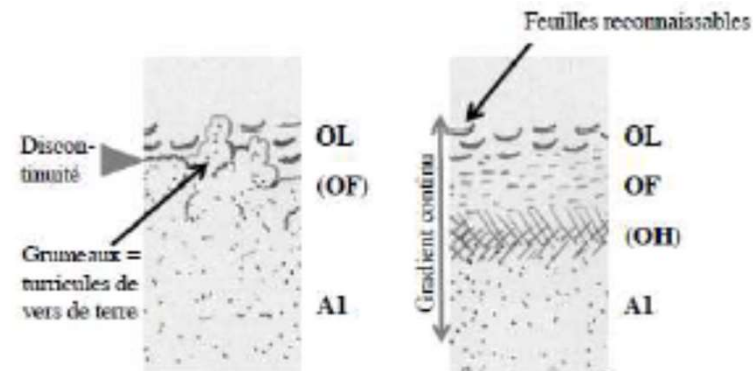 Feuilles reconnaissables
Discon-
tinuité
OL
(OF)
Grumeaux =
turricules de
vers de terre
A1
Gradient continu
OL
OF
(OH)
A1